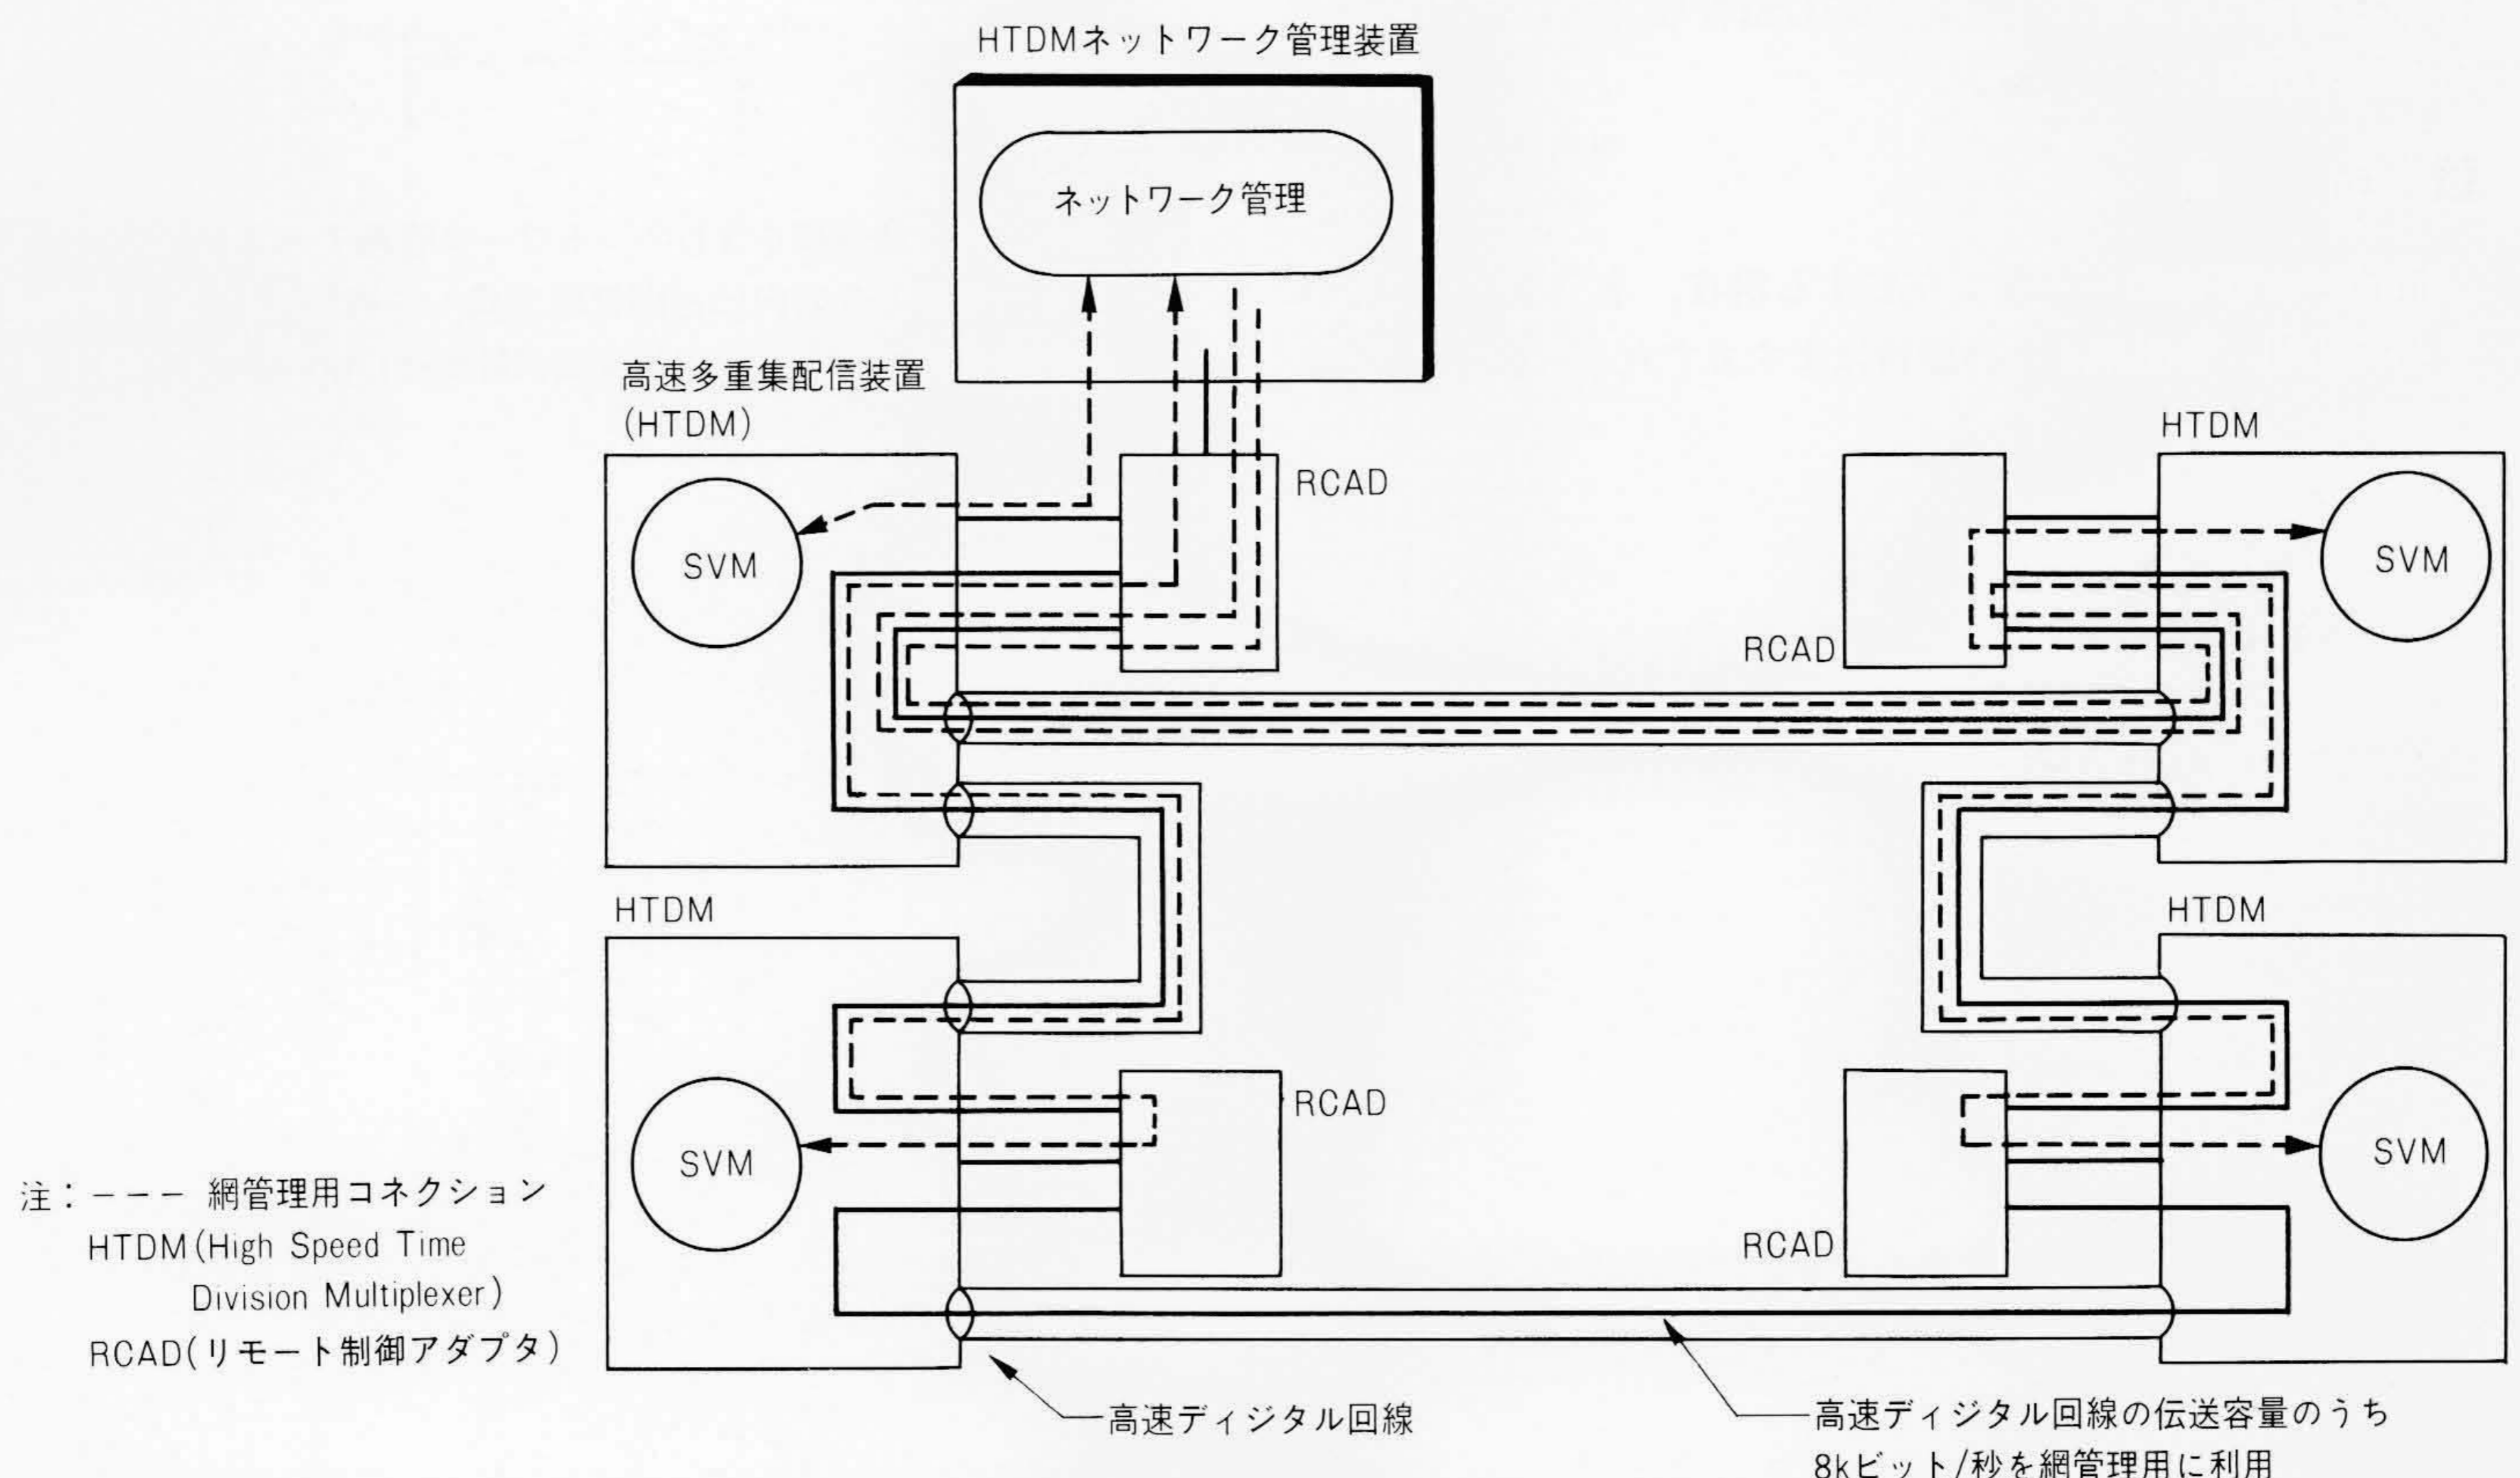 HTDMネットワーク管理装置
ネットワーク管理
高速多重集配信装置
(HTDM)
HTDM
RCAD
SVM
SVM
RCAD
HTDM
HTDM
RCAD
SVM
SVM
RCAD
注：--- 網管理用コネクション
HTDM(High Speed Time
Division Multiplexer)
RCAD(リモート制御アダプタ)
高速ディジタル回線
高速ディジタル回線の伝送容量のうち
8kビット/秒を網管理用に利用